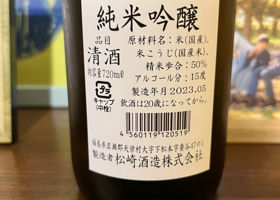 純米吟醸
品目
清酒
内容量720ml
原材料名:米(国産)、
米こうじ(国産米)
精米歩合:50%
アルコール分:15度
製造年月2023.05
飲酒は20歳になってから。
キャップ
(中栓)
4560119120519
福島県岩瀬郡天栄村大字下松本字要谷47の1
製造者 松崎酒造株式会社